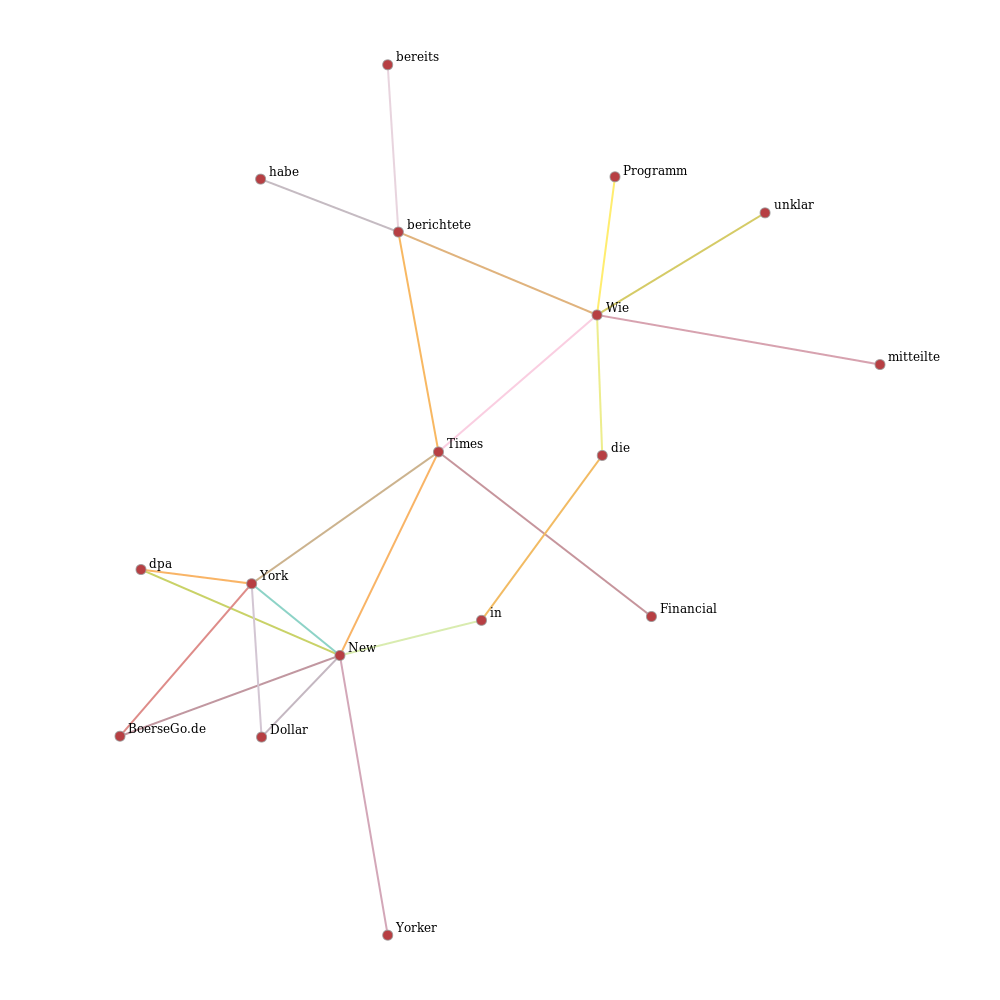 bereits
habe
Programm
unklar
berichtete
Wie
mitteilte
Times
die
dpa
York
Financial
in
New
BoerseGo.de
Dollar
Yorker